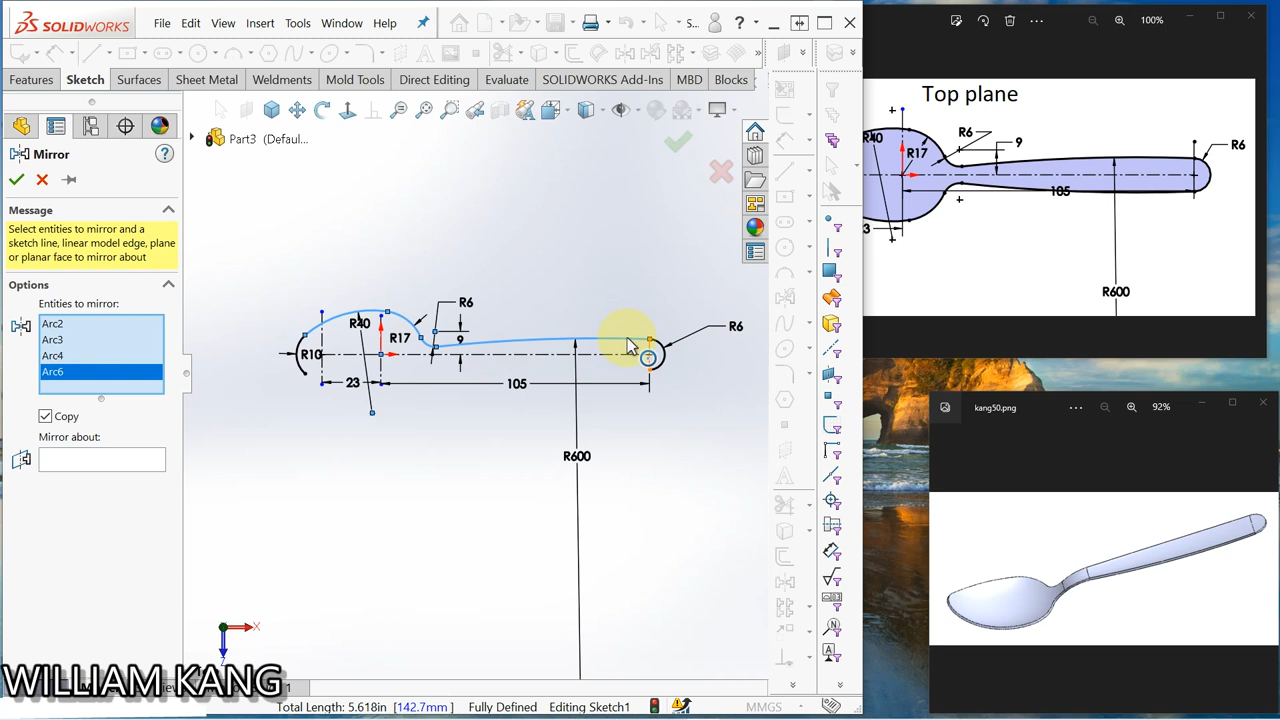 SOLIDWORKS File Edit View Insert Tools Window Help S... ?
Features Sketch Surfaces Sheet Metal Weldments Mold Tools Direct Editing Evaluate SOLIDWORKS Add-Ins MBD Blocks
Part3 (Defaul...
Mirror
Message
Select entities to mirror and a
sketch line, linear model edge, plane
or planar face to mirror about
Options
Entities to mirror:
Arc2
Arc3
Arc4
Arc6
Copy
Mirror about:
R6
R40
R17
9
R6
R10
23
105
R600
X
Z
WILLIAM KANG
Total Length: 5.618in [142.7mm] Fully Defined Editing Sketch1 MMGS
100%
Top plane
R40
R6
9
R17
R6
105
3
R600
kang50.png 92%